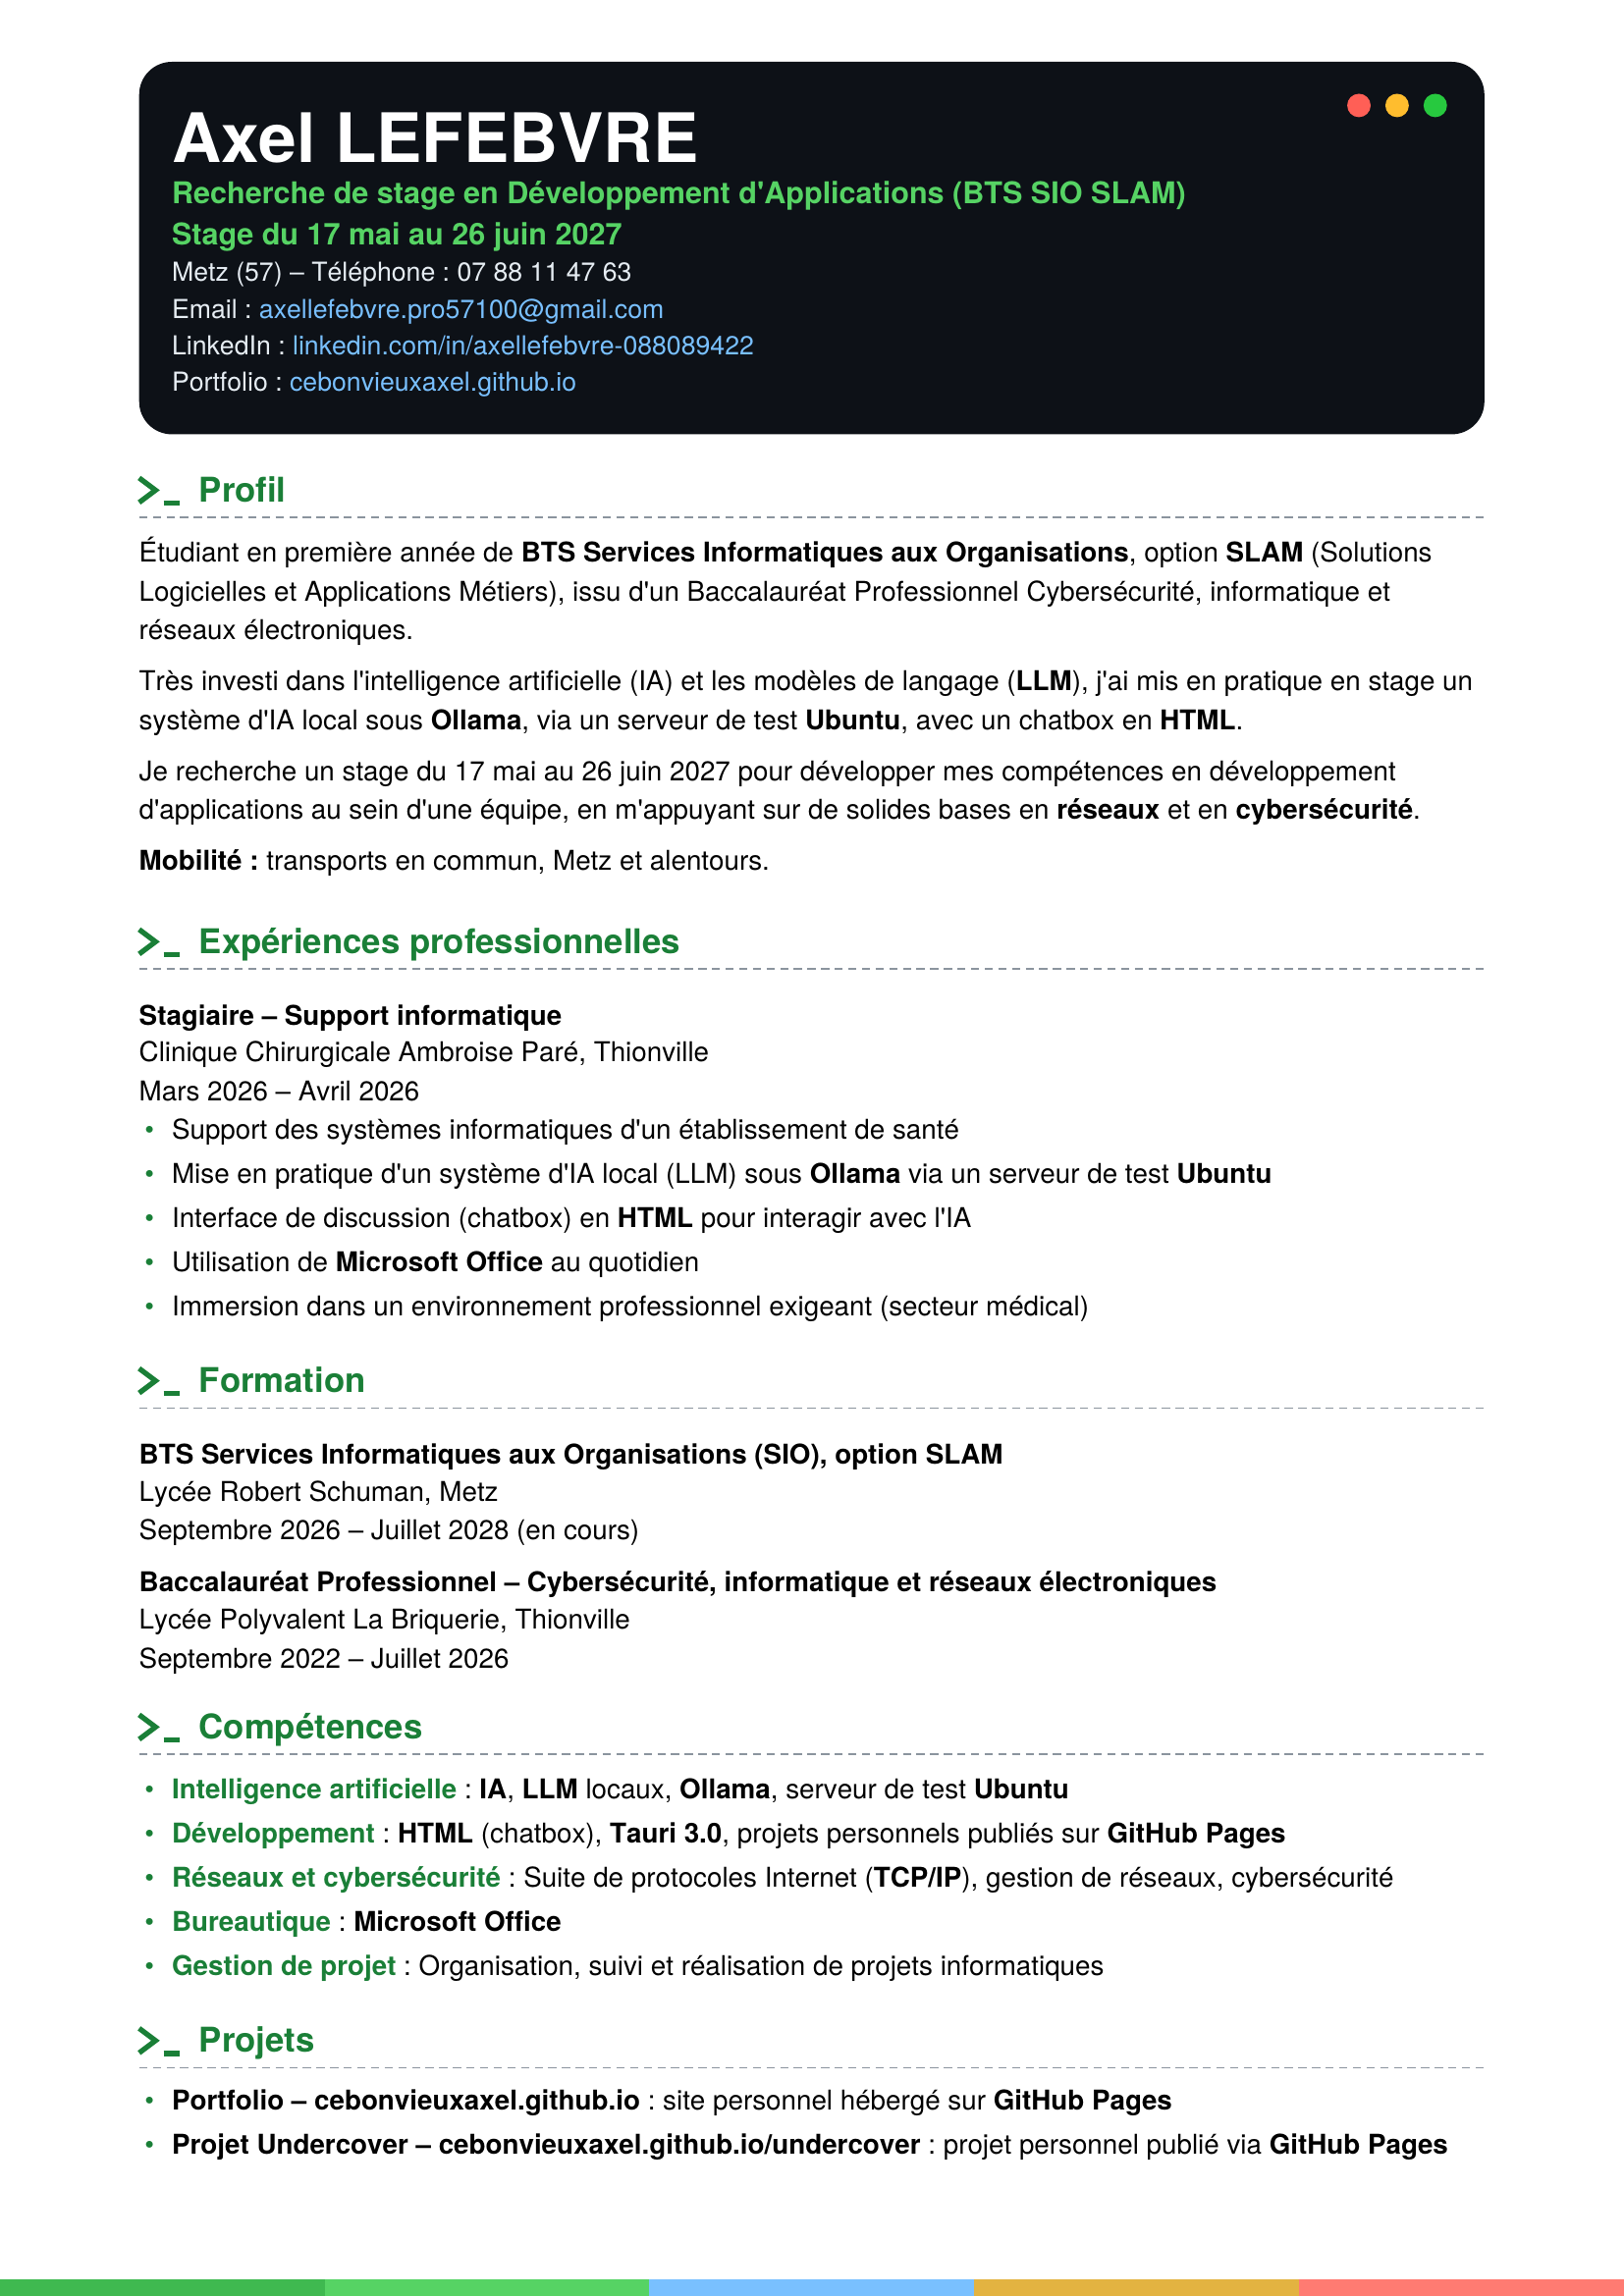 Axel LEFEBVRE
Recherche de stage en Développement d'Applications (BTS SIO SLAM)
Stage du 17 mai au 26 juin 2027
Metz (57) – Téléphone : 07 88 11 47 63
Email : axellefebvre.pro57100@gmail.com
LinkedIn : linkedin.com/in/axellefebvre-088089422
Portfolio : cebonvieuxaxel.github.io
>_ Profil
Étudiant en première année de BTS Services Informatiques aux Organisations, option SLAM (Solutions
Logicielles et Applications Métiers), issu d'un Baccalauréat Professionnel Cybersécurité, informatique et
réseaux électroniques.
Très investi dans l'intelligence artificielle (IA) et les modèles de langage (LLM), j'ai mis en pratique en stage un
système d'IA local sous Ollama, via un serveur de test Ubuntu, avec un chatbox en HTML.
Je recherche un stage du 17 mai au 26 juin 2027 pour développer mes compétences en développement
d'applications au sein d'une équipe, en m'appuyant sur de solides bases en réseaux et en cybersécurité.
Mobilité : transports en commun, Metz et alentours.
>_ Expériences professionnelles
Stagiaire – Support informatique
Clinique Chirurgicale Ambroise Paré, Thionville
Mars 2026 – Avril 2026
• Support des systèmes informatiques d'un établissement de santé
• Mise en pratique d'un système d'IA local (LLM) sous Ollama via un serveur de test Ubuntu
• Interface de discussion (chatbox) en HTML pour interagir avec l'IA
• Utilisation de Microsoft Office au quotidien
• Immersion dans un environnement professionnel exigeant (secteur médical)
>_ Formation
BTS Services Informatiques aux Organisations (SIO), option SLAM
Lycée Robert Schuman, Metz
Septembre 2026 – Juillet 2028 (en cours)
Baccalauréat Professionnel – Cybersécurité, informatique et réseaux électroniques
Lycée Polyvalent La Briquerie, Thionville
Septembre 2022 – Juillet 2026
>_ Compétences
• Intelligence artificielle : IA, LLM locaux, Ollama, serveur de test Ubuntu
• Développement : HTML (chatbox), Tauri 3.0, projets personnels publiés sur GitHub Pages
• Réseaux et cybersécurité : Suite de protocoles Internet (TCP/IP), gestion de réseaux, cybersécurité
• Bureautique : Microsoft Office
• Gestion de projet : Organisation, suivi et réalisation de projets informatiques
>_ Projets
• Portfolio – cebonvieuxaxel.github.io : site personnel hébergé sur GitHub Pages
• Projet Undercover – cebonvieuxaxel.github.io/undercover : projet personnel publié via GitHub Pages